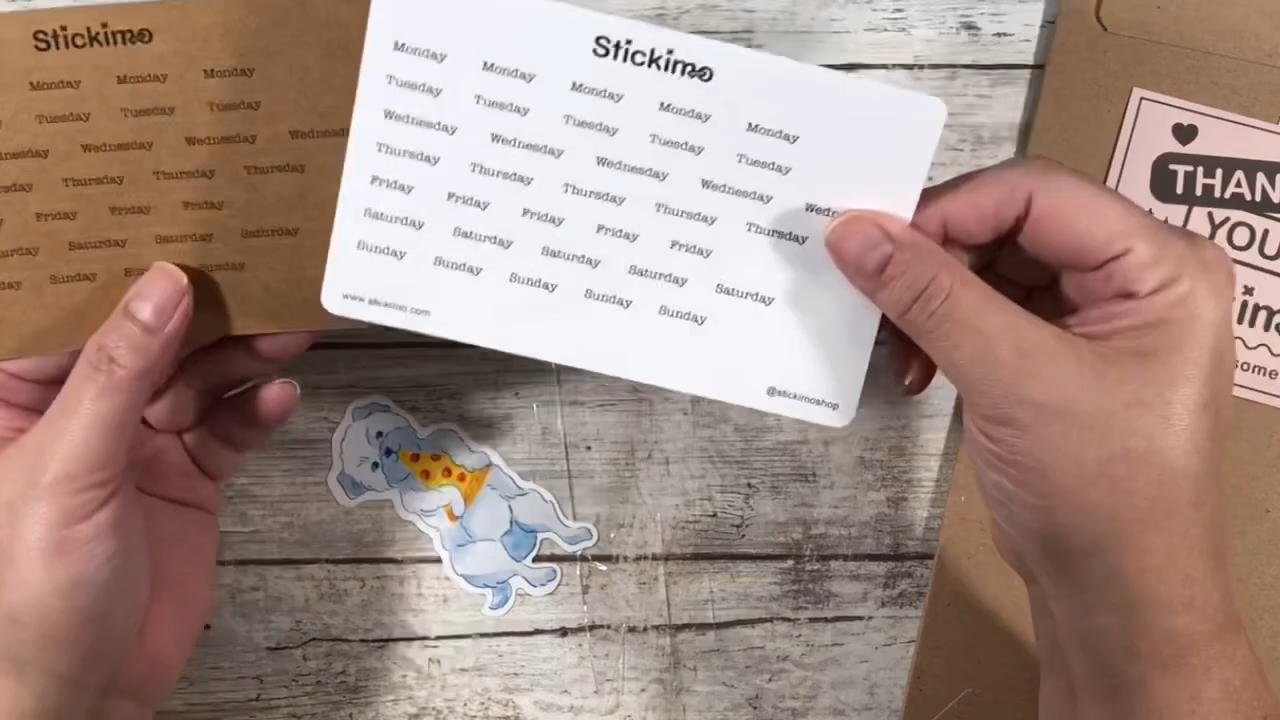 Stickimo
Monday Monday Monday
Tuesday Tuesday Tuesday
Wednesday Wednesday
Thursday Thursday Thursday
Friday Friday Friday
Saturday Saturday Saturday
Sunday Sunday
Stickimo
Monday Monday Monday Monday Monday
Tuesday Tuesday Tuesday Tuesday Tuesday
Wednesday Wednesday Wednesday Wednesday
Thursday Thursday Thursday Thursday Thursday
Friday Friday Friday Friday Friday
Saturday Saturday Saturday Saturday Saturday
Sunday Sunday Sunday Sunday Sunday
www.stickimo.com
@stickimoshop
THAN
YOU
im
some